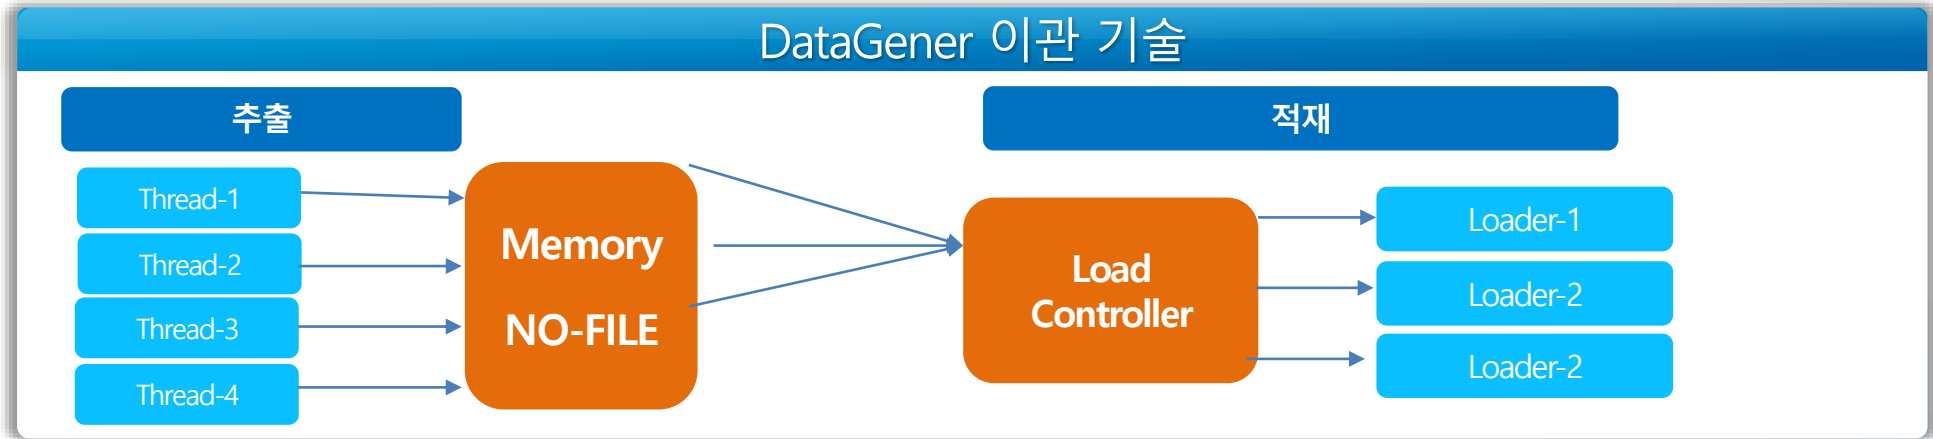 DataGener 이관 기술
추출
적재
Thread-1
Thread-2
Thread-3
Thread-4
Memory
NO-FILE
Load
Controller
Loader-1
Loader-2
Loader-2